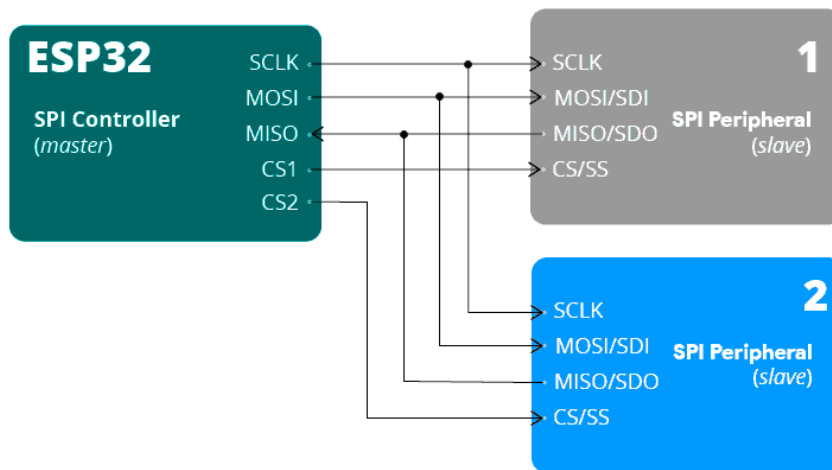 ESP32
SPI Controller
(master)
SCLK
MOSI
MISO
CS1
CS2
1
SCLK
MOSI/SDI
MISO/SDO
CS/SS
SPI Peripheral
(slave)
2
SCLK
MOSI/SDI
MISO/SDO
CS/SS
SPI Peripheral
(slave)